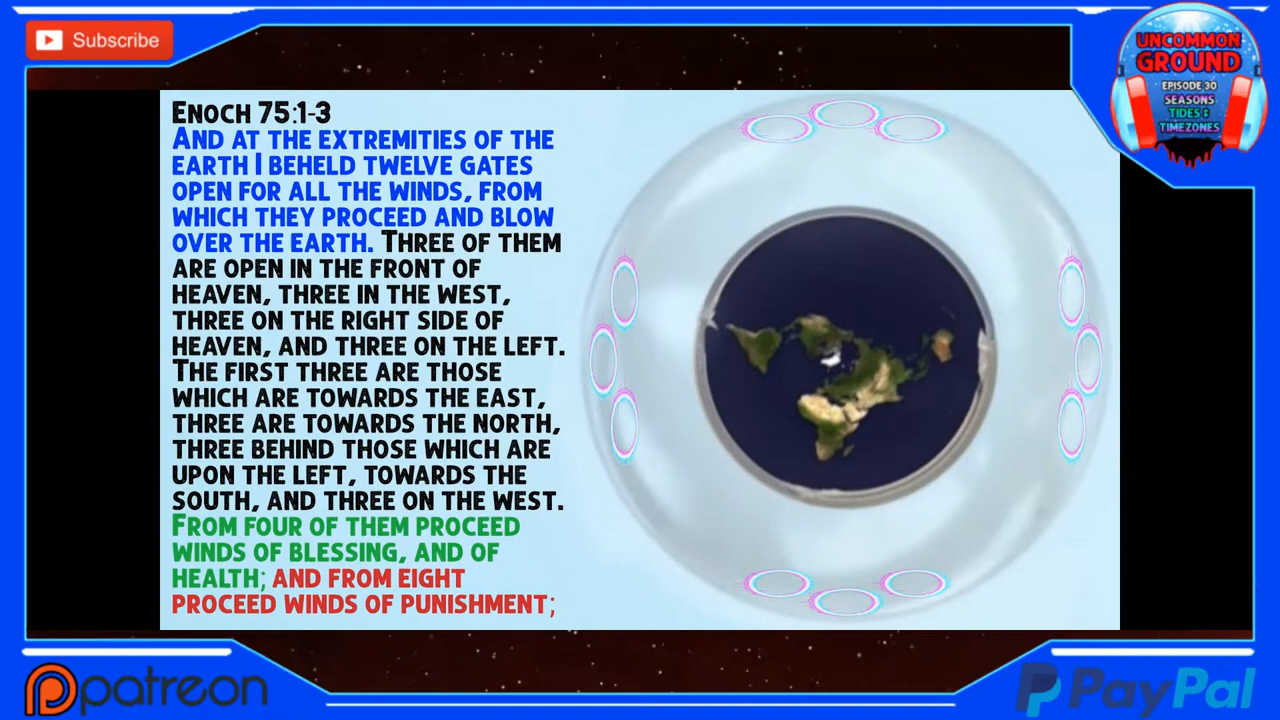 Subscribe
UNCOMMON
GROUND
EPISODE 30
SEASONS
TIDES &
TIMEZONES
ENOCH 75:1-3
AND AT THE EXTREMITIES OF THE
EARTH I BEHELD TWELVE GATES
OPEN FOR ALL THE WINDS, FROM
WHICH THEY PROCEED AND BLOW
OVER THE EARTH. THREE OF THEM
ARE OPEN IN THE FRONT OF
HEAVEN, THREE IN THE WEST,
THREE ON THE RIGHT SIDE OF
HEAVEN, AND THREE ON THE LEFT.
THE FIRST THREE ARE THOSE
WHICH ARE TOWARDS THE EAST,
THREE ARE TOWARDS THE NORTH,
THREE BEHIND THOSE WHICH ARE
UPON THE LEFT, TOWARDS THE
SOUTH, AND THREE ON THE WEST.
FROM FOUR OF THEM PROCEED
WINDS OF BLESSING, AND OF
HEALTH; AND FROM EIGHT
PROCEED WINDS OF PUNISHMENT;
patreon
PayPal